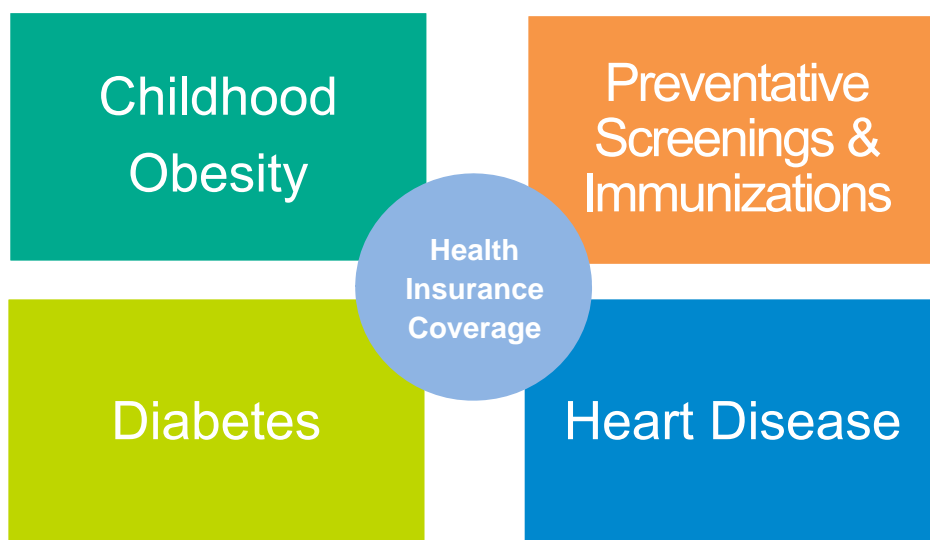 Childhood
Obesity
Preventative
Screenings &
Immunizations
Health
Insurance
Coverage
Diabetes
Heart Disease